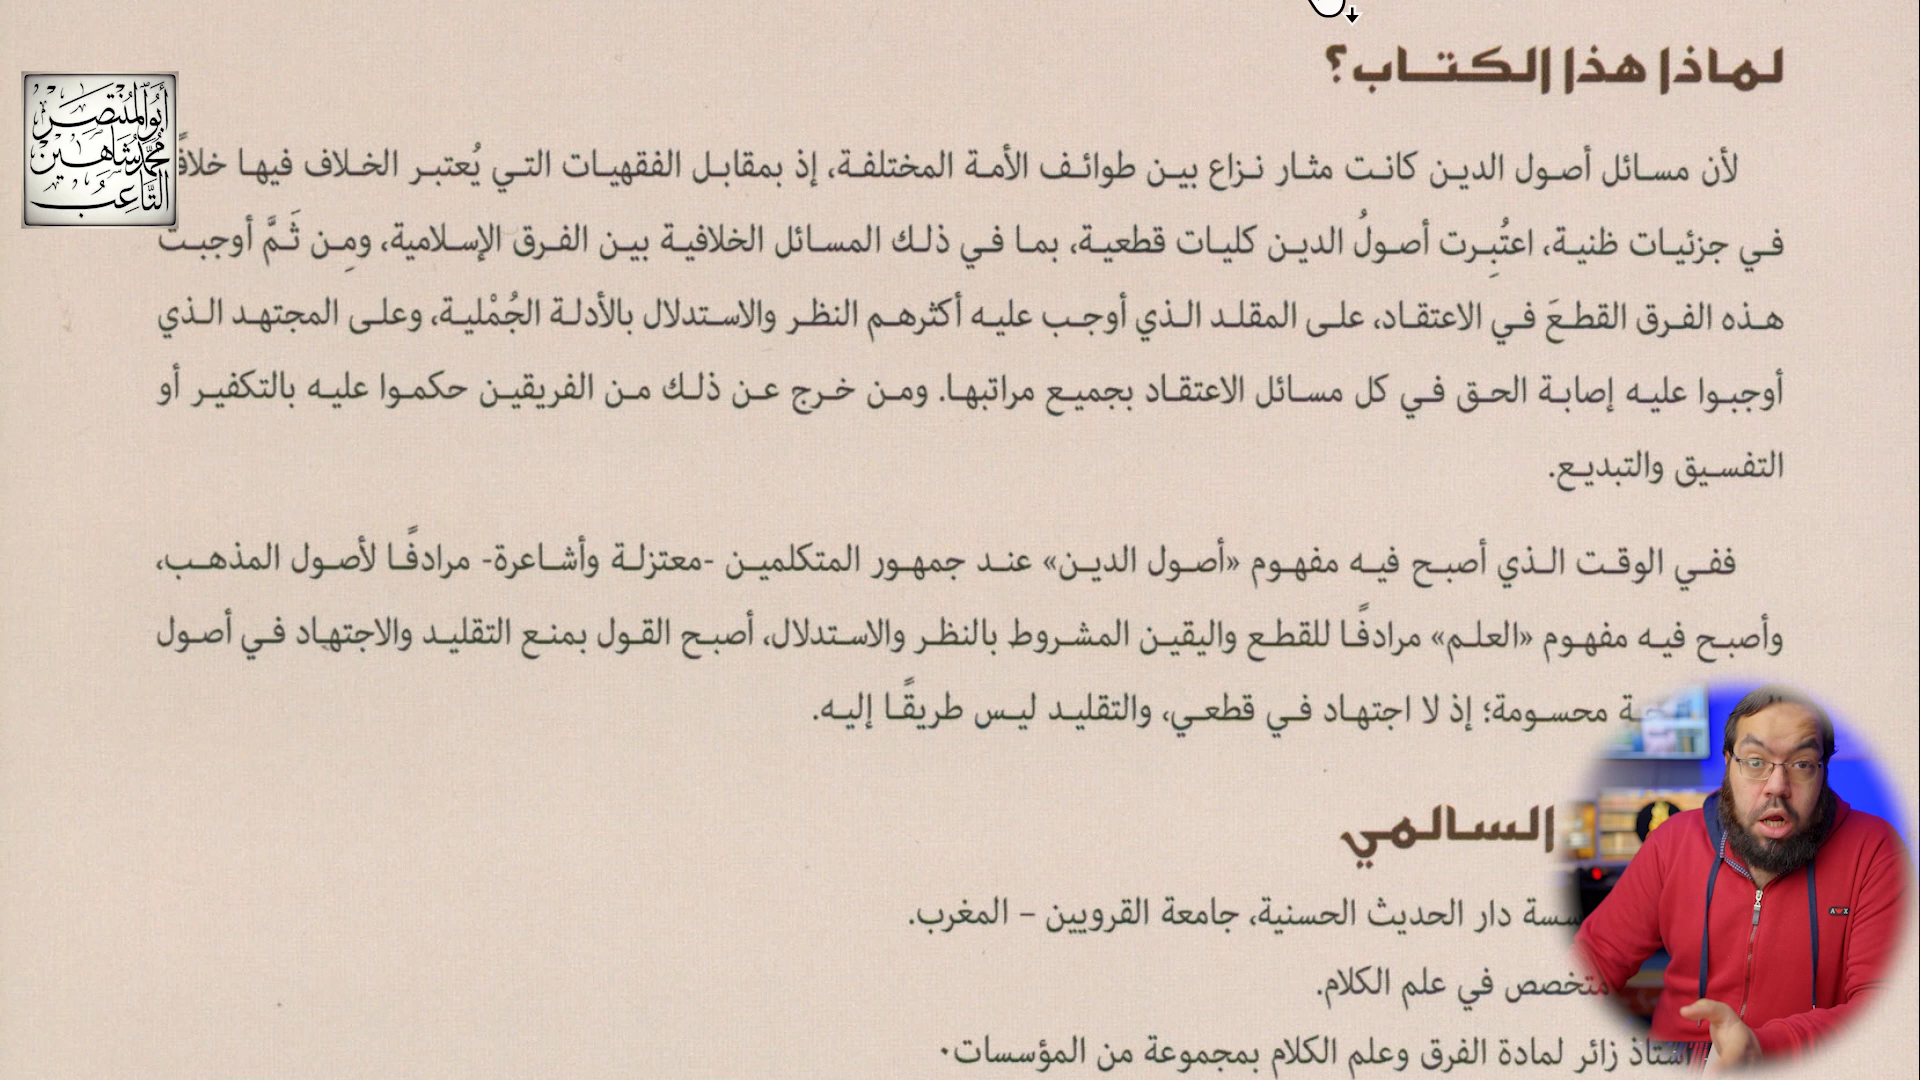 لماذا هذا الكتاب؟
أبو المنتصر
محمد شاهين
التاعب
لأن مسائل أصول الدين كانت مثار نزاع بين طوائف الأمة المختلفة، إذ بمقابل الفقهيات التي يُعتبر الخلاف فيها خلافً
في جزئيات ظنية، اعتُبِرت أصولُ الدين كليات قطعية، بما في ذلك المسائل الخلافية بين الفرق الإسلامية، ومِن ثَمَّ أوجبت
هذه الفرق القطعَ في الاعتقاد، على المقلد الذي أوجب عليه أكثرهم النظر والاستدلال بالأدلة الجُمْلية، وعلى المجتهد الذي
أوجبوا عليه إصابة الحق في كل مسائل الاعتقاد بجميع مراتبها. ومن خرج عن ذلك من الفريقين حكموا عليه بالتكفير أو
التفسيق والتبديع.
ففي الوقت الذي أصبح فيه مفهوم «أصول الدين» عند جمهور المتكلمين -معتزلة وأشاعرة- مرادفًا لأصول المذهب،
وأصبح فيه مفهوم «العلم» مرادفًا للقطع واليقين المشروط بالنظر والاستدلال، أصبح القول بمنع التقليد والاجتهاد في أصول
محسومة؛ إذ لا اجتهاد في قطعي، والتقليد ليس طريقًا إليه.
السالمي
دار الحديث الحسنية، جامعة القرويين – المغرب.
متخصص في علم الكلام.
أستاذ زائر لمادة الفرق وعلم الكلام بمجموعة من المؤسسات